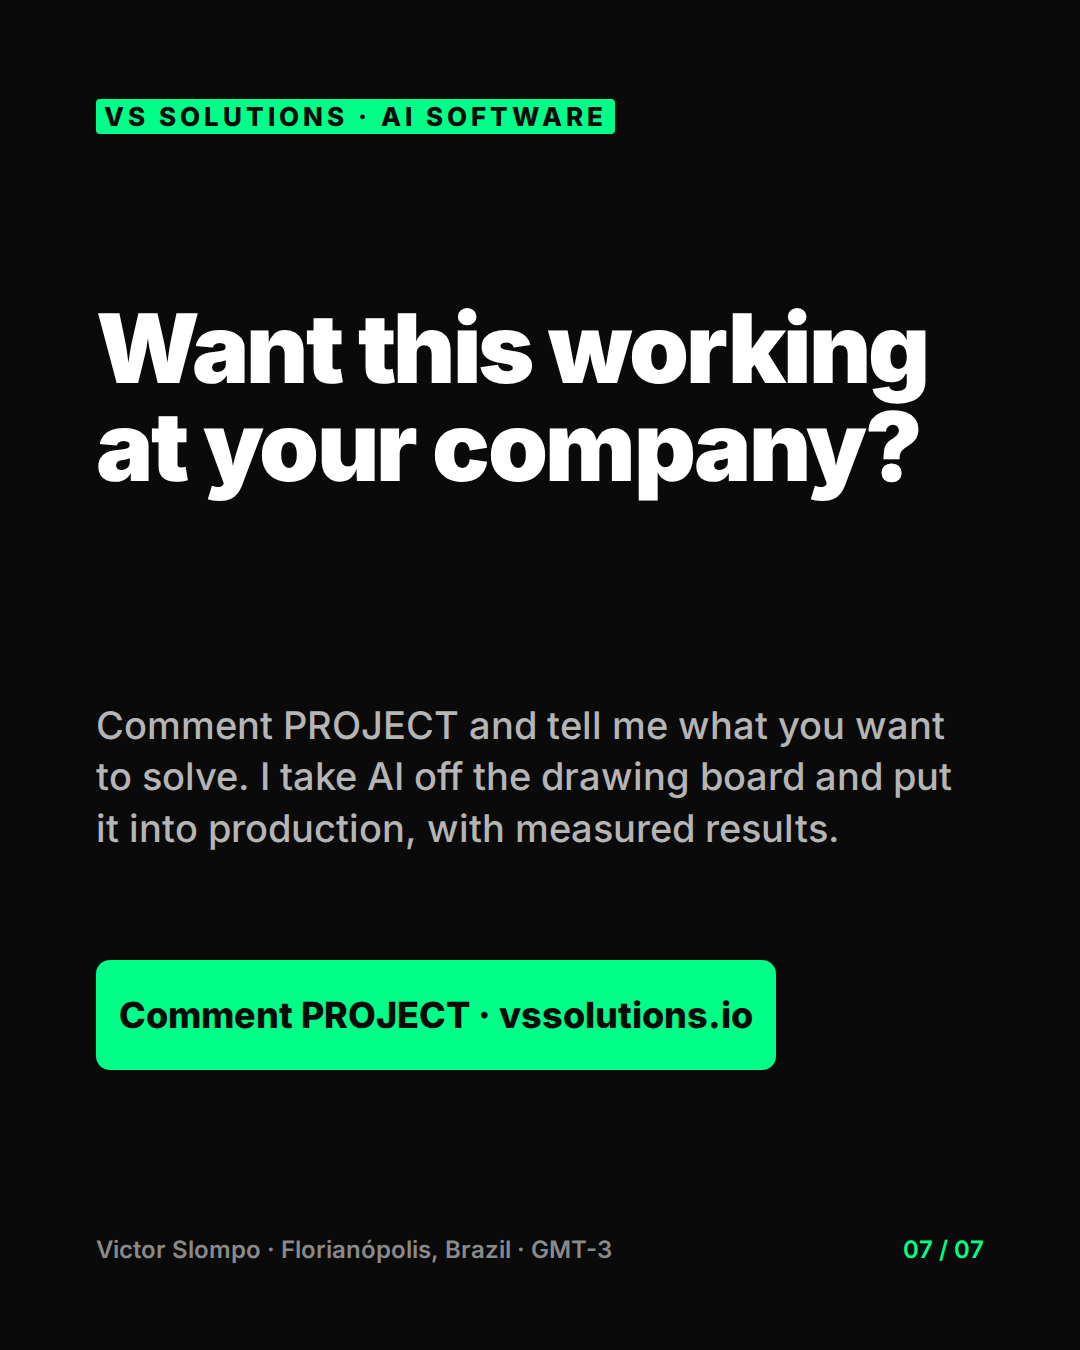 VS SOLUTIONS · AI SOFTWARE
Want this working
at your company?
Comment PROJECT and tell me what you want
to solve. I take AI off the drawing board and put
it into production, with measured results.
Comment PROJECT · vssolutions.io
Victor Slompo · Florianópolis, Brazil · GMT-3
07 / 07